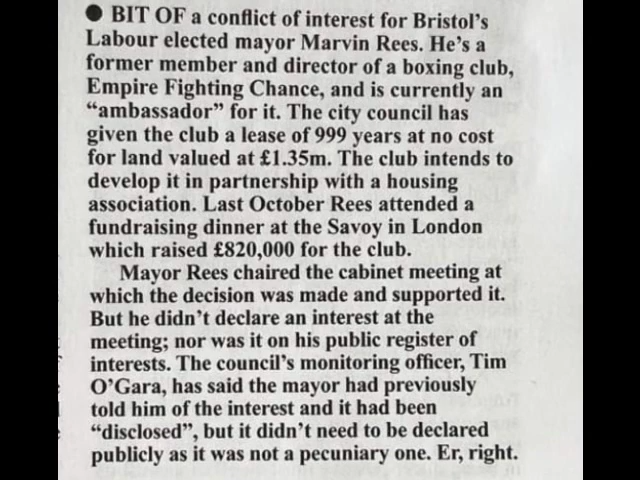 ● BIT OF a conflict of interest for Bristol’s
Labour elected mayor Marvin Rees. He’s a
former member and director of a boxing club,
Empire Fighting Chance, and is currently an
“ambassador” for it. The city council has
given the club a lease of 999 years at no cost
for land valued at £1.35m. The club intends to
develop it in partnership with a housing
association. Last October Rees attended a
fundraising dinner at the Savoy in London
which raised £820,000 for the club.
Mayor Rees chaired the cabinet meeting at
which the decision was made and supported it.
But he didn’t declare an interest at the
meeting; nor was it on his public register of
interests. The council’s monitoring officer, Tim
O’Gara, has said the mayor had previously
told him of the interest and it had been
“disclosed”, but it didn’t need to be declared
publicly as it was not a pecuniary one. Er, right.